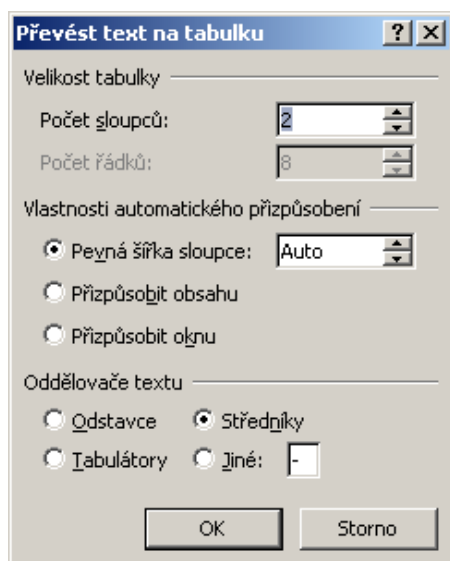 Převést text na tabulku
Velikost tabulky
Počet sloupců: 2
Počet řádků: 8
Vlastnosti automatického přizpůsobení
Pevná šířka sloupce: Auto
Přizpůsobit obsahu
Přizpůsobit oknu
Oddělovače textu
Odstavce Středníky
Tabulátory Jiné: -
OK Storno